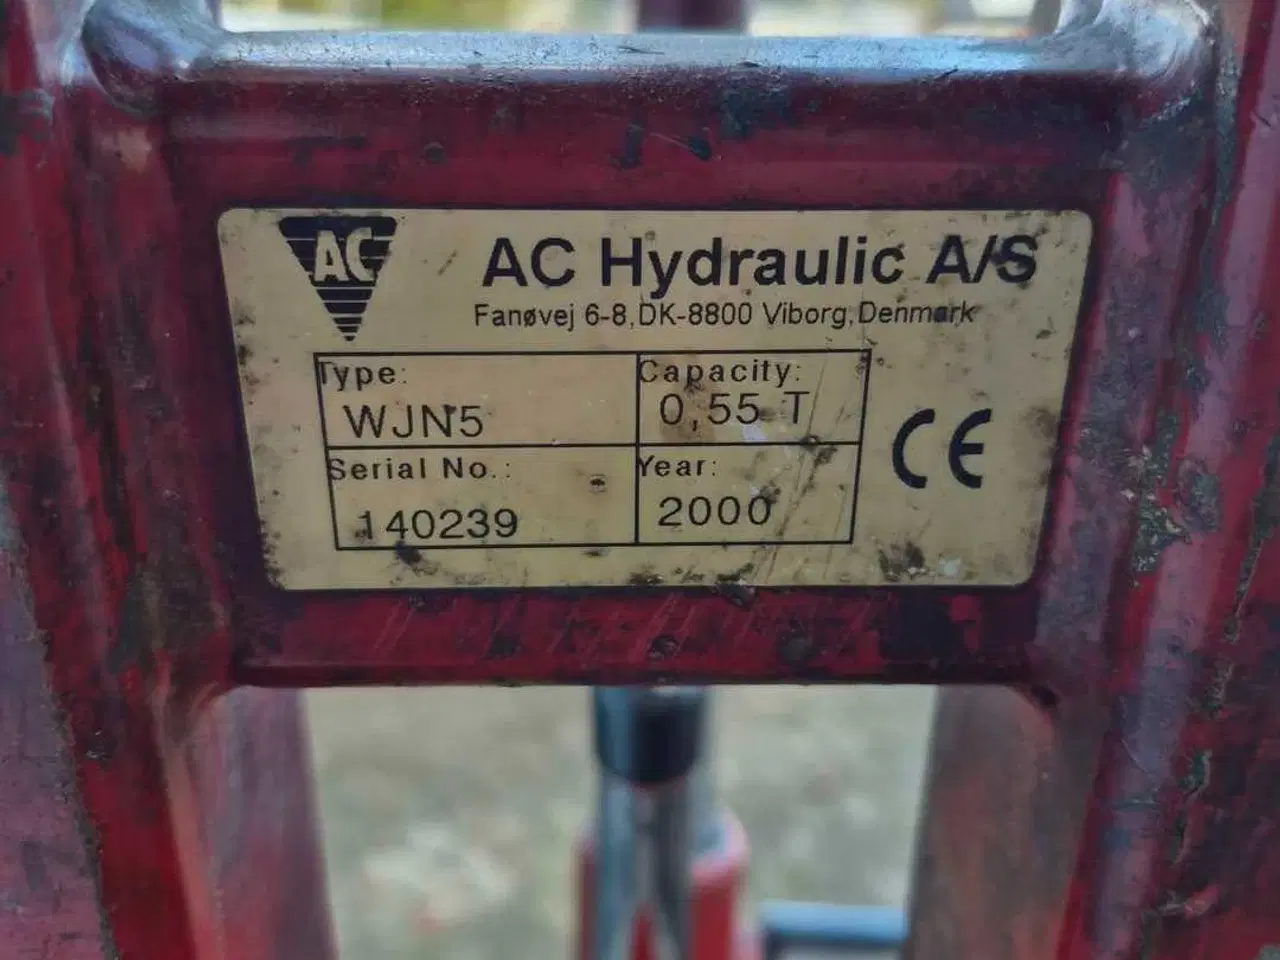 AC
AC Hydraulic A/S
Fanøvej 6-8, DK-8800 Viborg, Denmark
Type:
WJN5
Capacity:
0,55 T
Serial No.:
140239
Year:
2000
CE